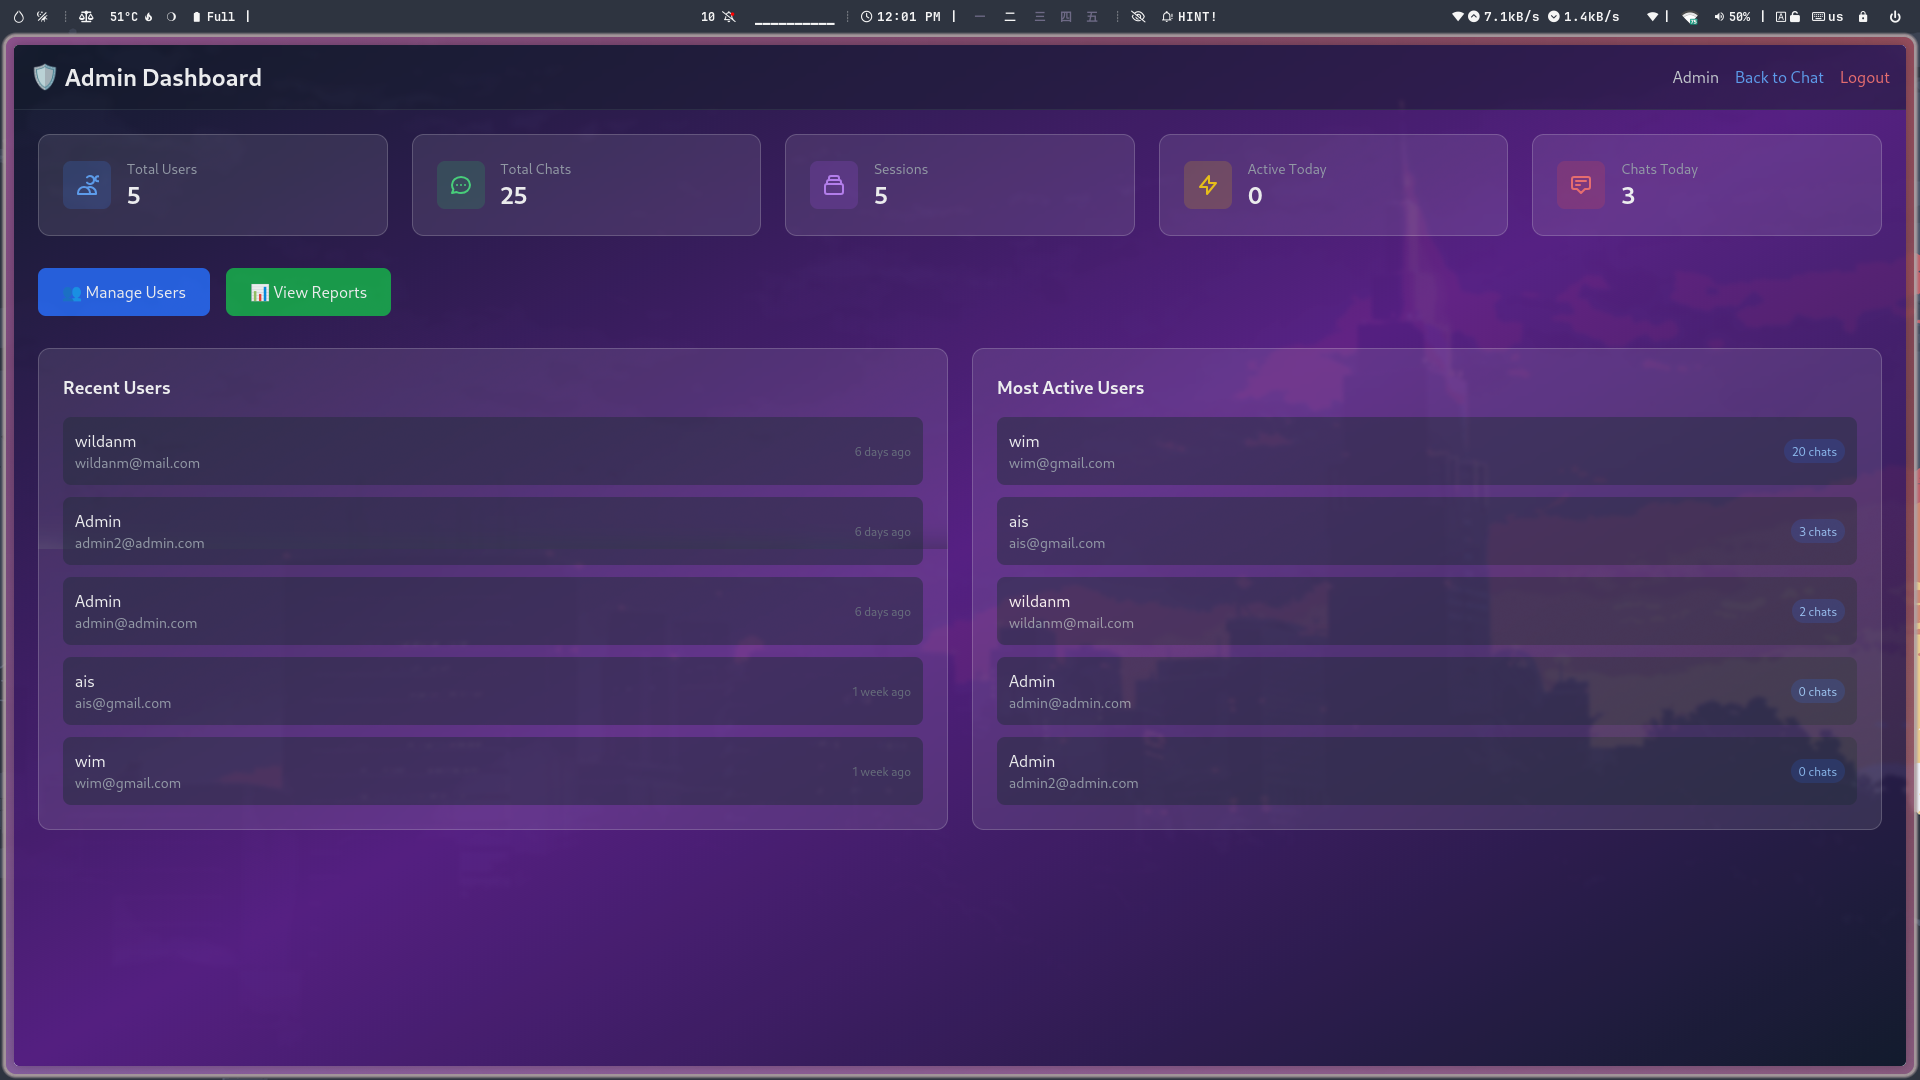 51°C Full |
10 12:01 PM | 一 二 三 四 五 HINT!
7.1kB/s 1.4kB/s | 50% | A us
Admin Dashboard
Admin Back to Chat Logout
Total Users
5
Total Chats
25
Sessions
5
Active Today
0
Chats Today
3
Manage Users
View Reports
Recent Users
wildanm
wildanm@mail.com
6 days ago
Admin
admin2@admin.com
6 days ago
Admin
admin@admin.com
6 days ago
ais
ais@gmail.com
1 week ago
wim
wim@gmail.com
1 week ago
Most Active Users
wim
wim@gmail.com
20 chats
ais
ais@gmail.com
3 chats
wildanm
wildanm@mail.com
2 chats
Admin
admin@admin.com
0 chats
Admin
admin2@admin.com
0 chats